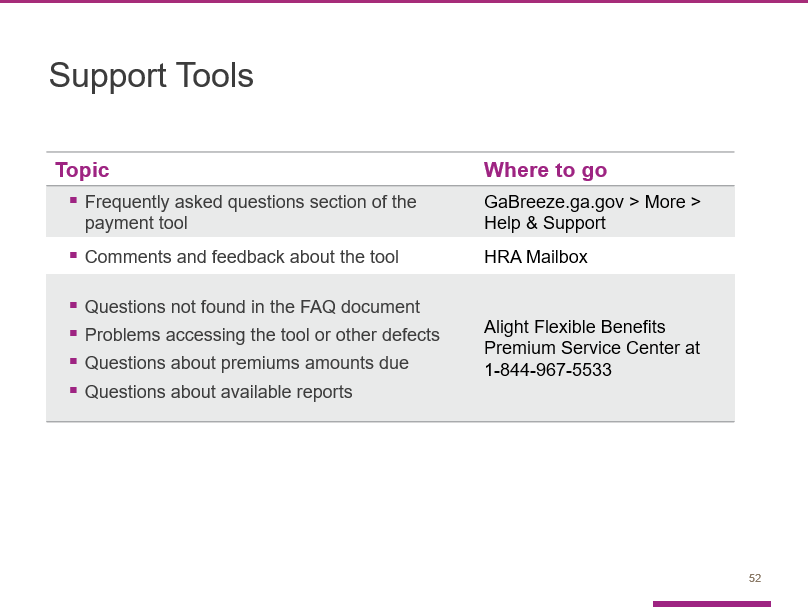 Support Tools
Topic
Where to go
▪ Frequently asked questions section of the
payment tool
GaBreeze.ga.gov > More >
Help & Support
▪ Comments and feedback about the tool
HRA Mailbox
▪ Questions not found in the FAQ document
▪ Problems accessing the tool or other defects
▪ Questions about premiums amounts due
▪ Questions about available reports
Alight Flexible Benefits
Premium Service Center at
1-844-967-5533
52